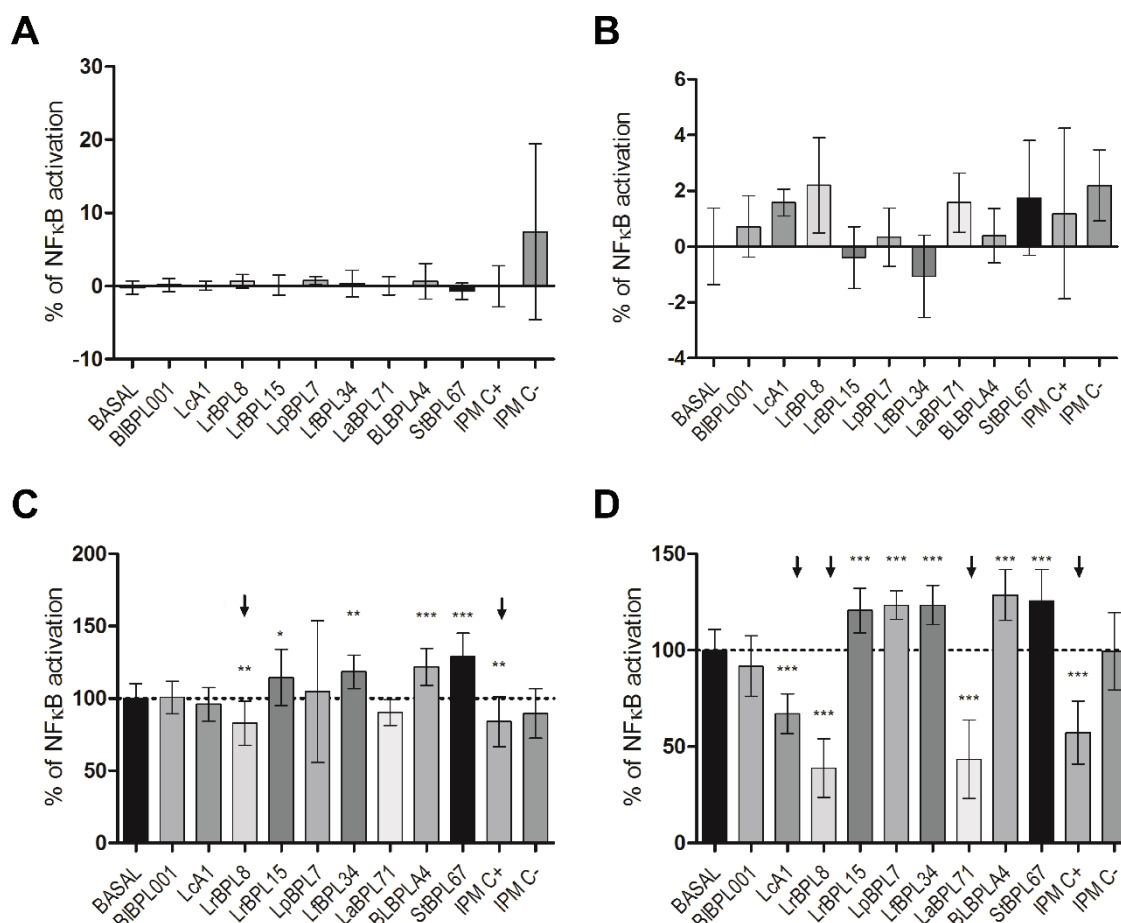 A
% of NFκB activation
30
20
10
0
-10
BASAL
BlBPL001
LcA1
LrBPL8
LrBPL15
LpBPL7
LfBPL34
LaBPL71
BLBPLA4
StBPL67
IPM C+
IPM C-
B
% of NFκB activation
6
4
2
0
-2
-4
BASAL
BlBPL001
LcA1
LrBPL8
LrBPL15
LpBPL7
LfBPL34
LaBPL71
BLBPLA4
StBPL67
IPM C+
IPM C-
C
% of NFκB activation
200
150
100
50
0
**
*
**
***
***
**
BASAL
BlBPL001
LcA1
LrBPL8
LrBPL15
LpBPL7
LfBPL34
LaBPL71
BLBPLA4
StBPL67
IPM C+
IPM C-
D
% of NFκB activation
150
100
50
0
***
***
***
***
***
***
***
***
***
BASAL
BlBPL001
LcA1
LrBPL8
LrBPL15
LpBPL7
LfBPL34
LaBPL71
BLBPLA4
StBPL67
IPM C+
IPM C-